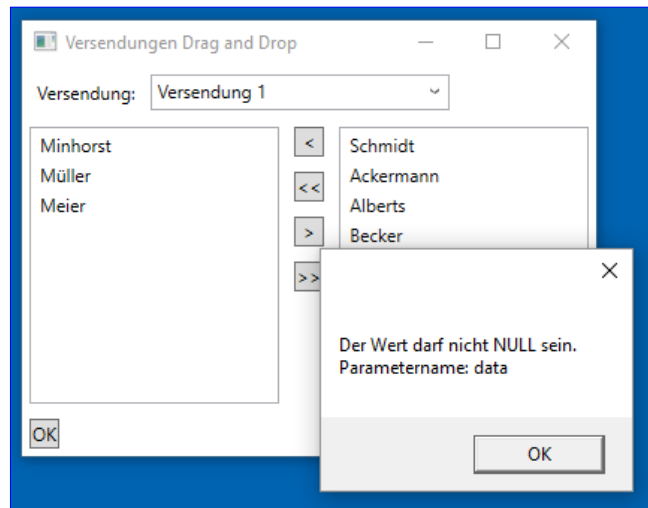 Versendungen Drag and Drop
Versendung: Versendung 1
Minhorst
Müller
Meier
<
<<
>
>>
Schmidt
Ackermann
Alberts
Becker
OK
Der Wert darf nicht NULL sein.
Parametername: data
OK